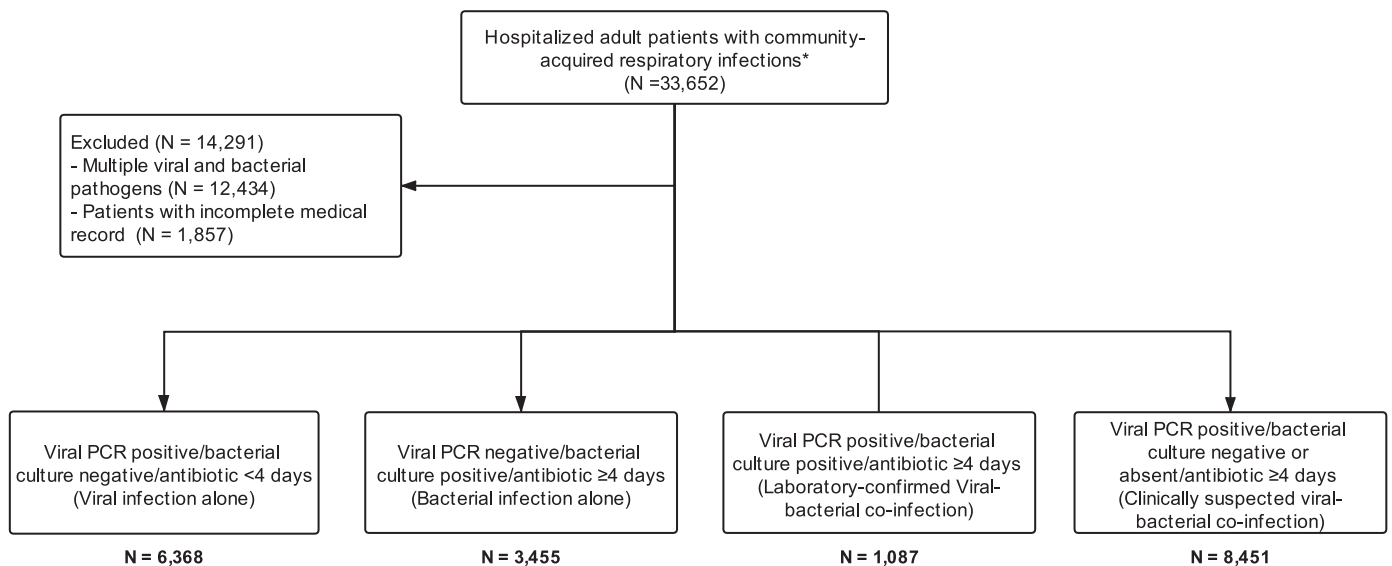 Hospitalized adult patients with community-
acquired respiratory infections*
(N =33,652)
Excluded (N = 14,291)
- Multiple viral and bacterial
pathogens (N = 12,434)
- Patients with incomplete medical
record (N = 1,857)
Viral PCR positive/bacterial
culture negative/antibiotic <4 days
(Viral infection alone)
N = 6,368
Viral PCR negative/bacterial
culture positive/antibiotic ≥4 days
(Bacterial infection alone)
N = 3,455
Viral PCR positive/bacterial
culture positive/antibiotic ≥4 days
(Laboratory-confirmed Viral-
bacterial co-infection)
N = 1,087
Viral PCR positive/bacterial
culture negative or
absent/antibiotic ≥4 days
(Clinically suspected viral-
bacterial co-infection)
N = 8,451